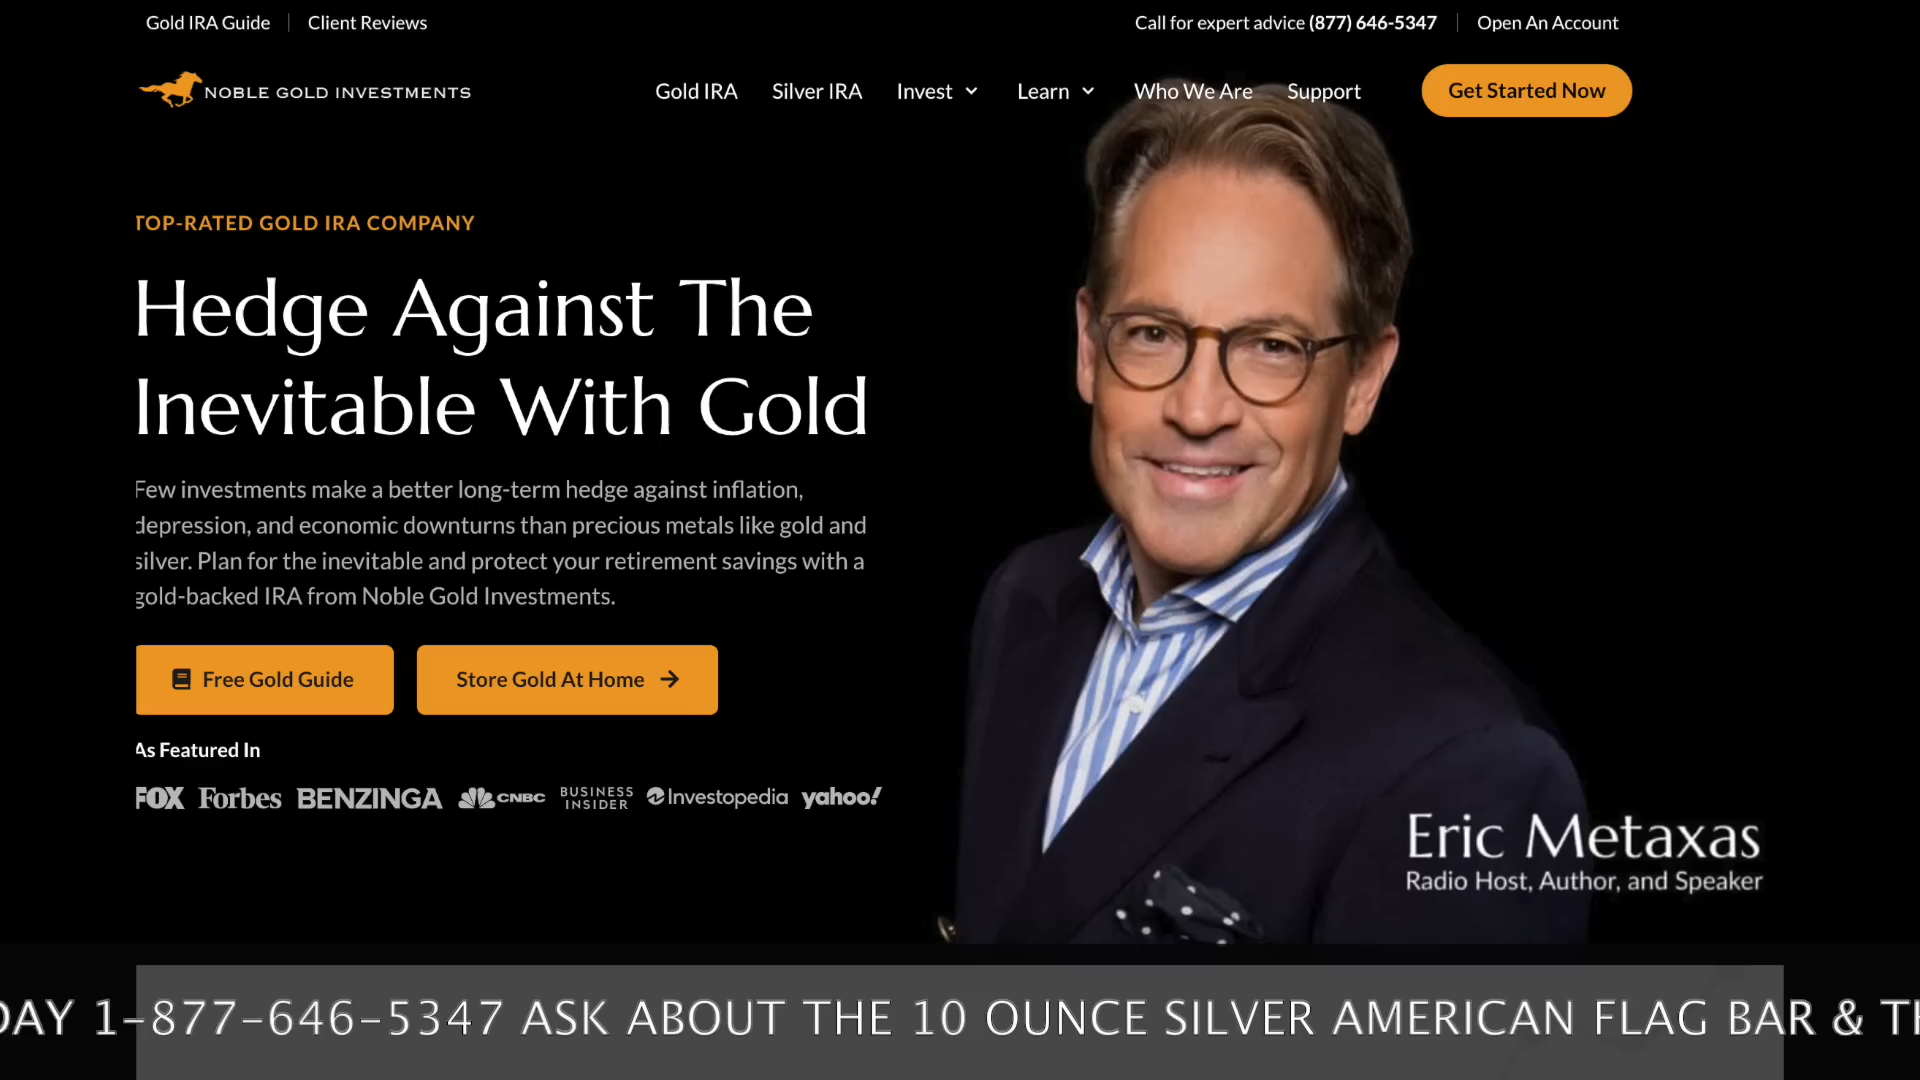 Gold IRA Guide
Client Reviews
Call for expert advice (877) 646-5347
Open An Account
NOBLE GOLD INVESTMENTS
Gold IRA
Silver IRA
Invest
Learn
Who We Are
Support
Get Started Now
TOP-RATED GOLD IRA COMPANY
Hedge Against The
Inevitable With Gold
Few investments make a better long-term hedge against inflation,
depression, and economic downturns than precious metals like gold and
silver. Plan for the inevitable and protect your retirement savings with a
gold-backed IRA from Noble Gold Investments.
Free Gold Guide
Store Gold At Home
As Featured In
FOX Forbes BENZINGA CNBC BUSINESS INSIDER Investopedia yahoo!
Eric Metaxas
Radio Host, Author, and Speaker
DAY 1-877-646-5347 ASK ABOUT THE 10 OUNCE SILVER AMERICAN FLAG BAR & TH